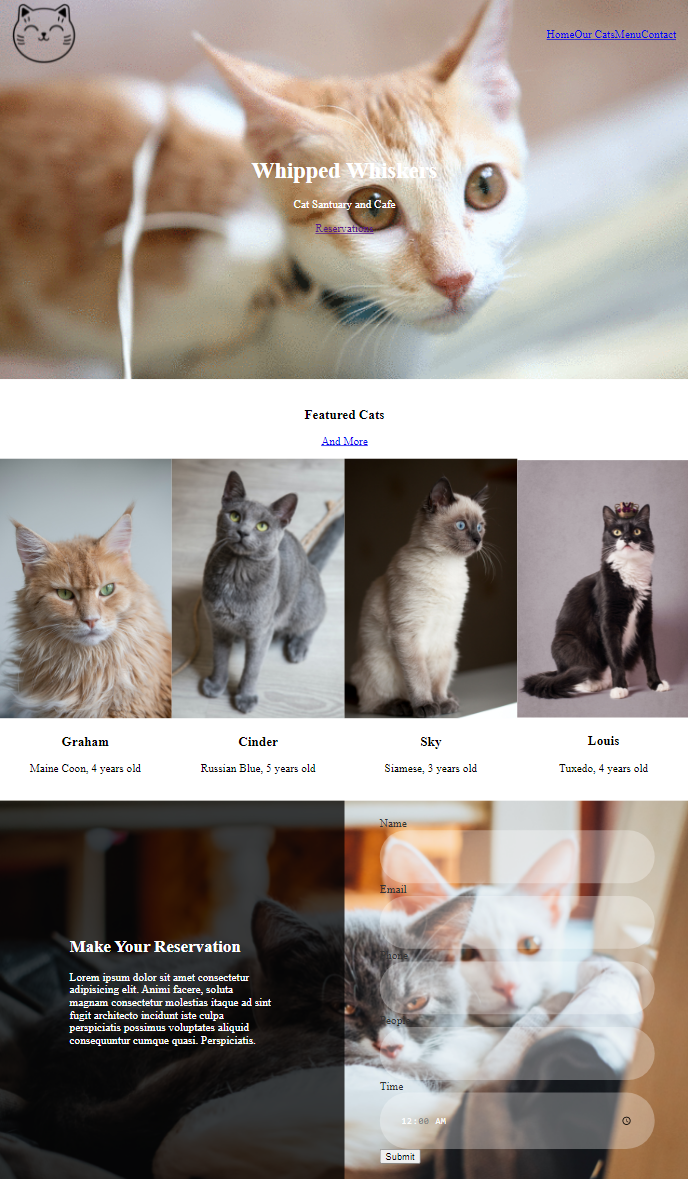 HomeOur CatsMenuContact
Whipped Whiskers
Cat Santuary and Cafe
Reservations
Featured Cats
And More
Graham
Cinder
Sky
Louis
Maine Coon, 4 years old
Russian Blue, 5 years old
Siamese, 3 years old
Tuxedo, 4 years old
Make Your Reservation
Lorem ipsum dolor sit amet consectetur
adipisicing elit. Animi facere, soluta
magnam consectetur molestias itaque ad sint
fugit architecto incidunt iste culpa
perspiciatis possimus voluptates aliquid
consequuntur cumque quasi. Perspiciatis.
Name
Email
Phone
People
Time
12:00 AM
Submit